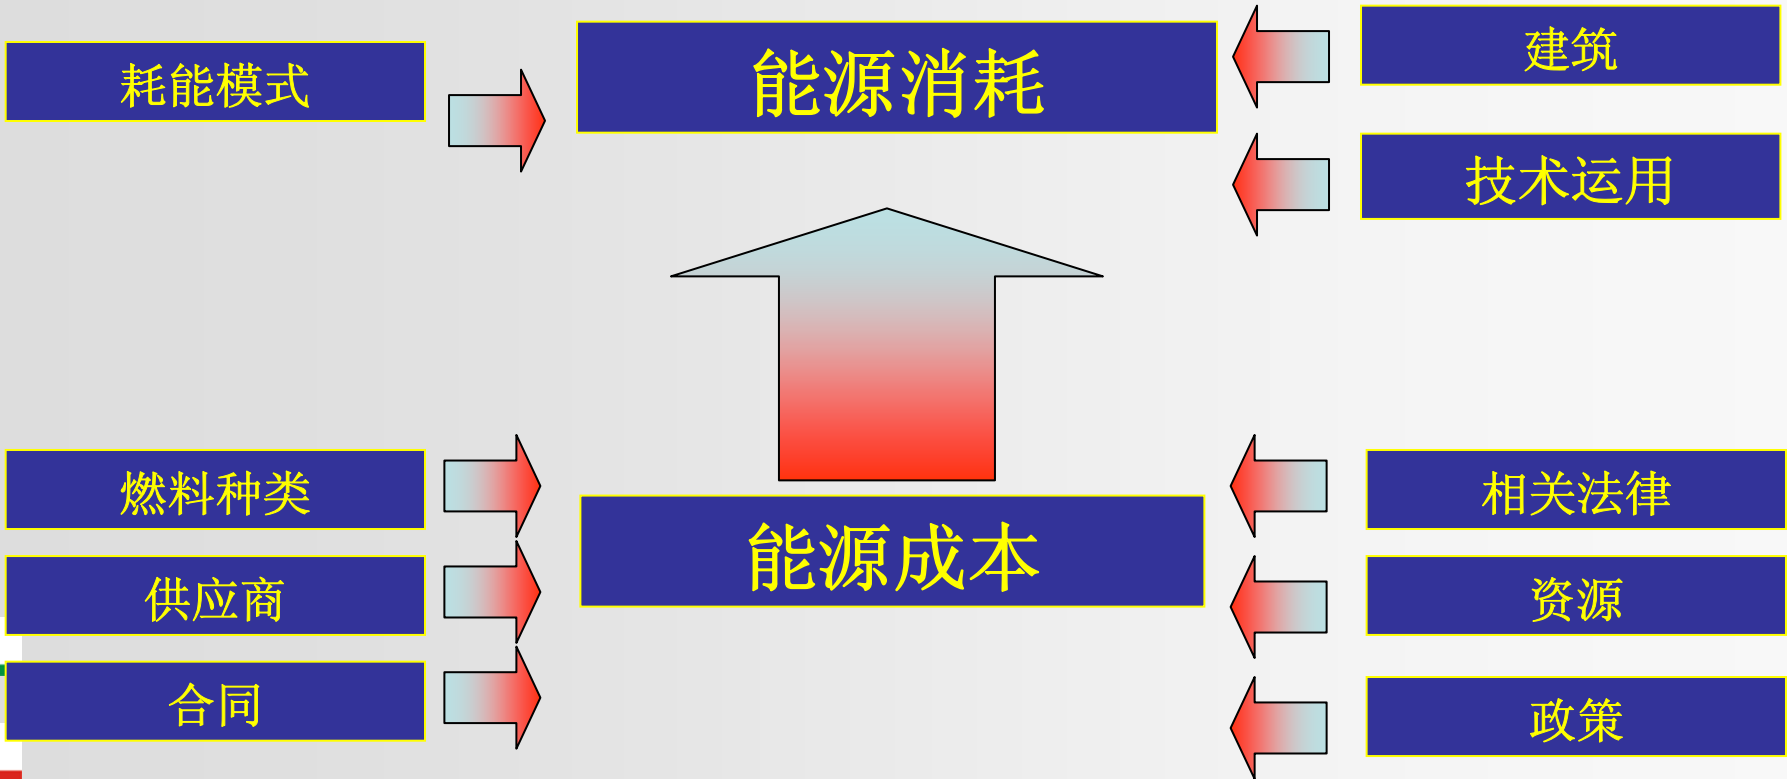 耗能模式
能源消耗
建筑
技术运用
燃料种类
供应商
合同
能源成本
相关法律
资源
政策